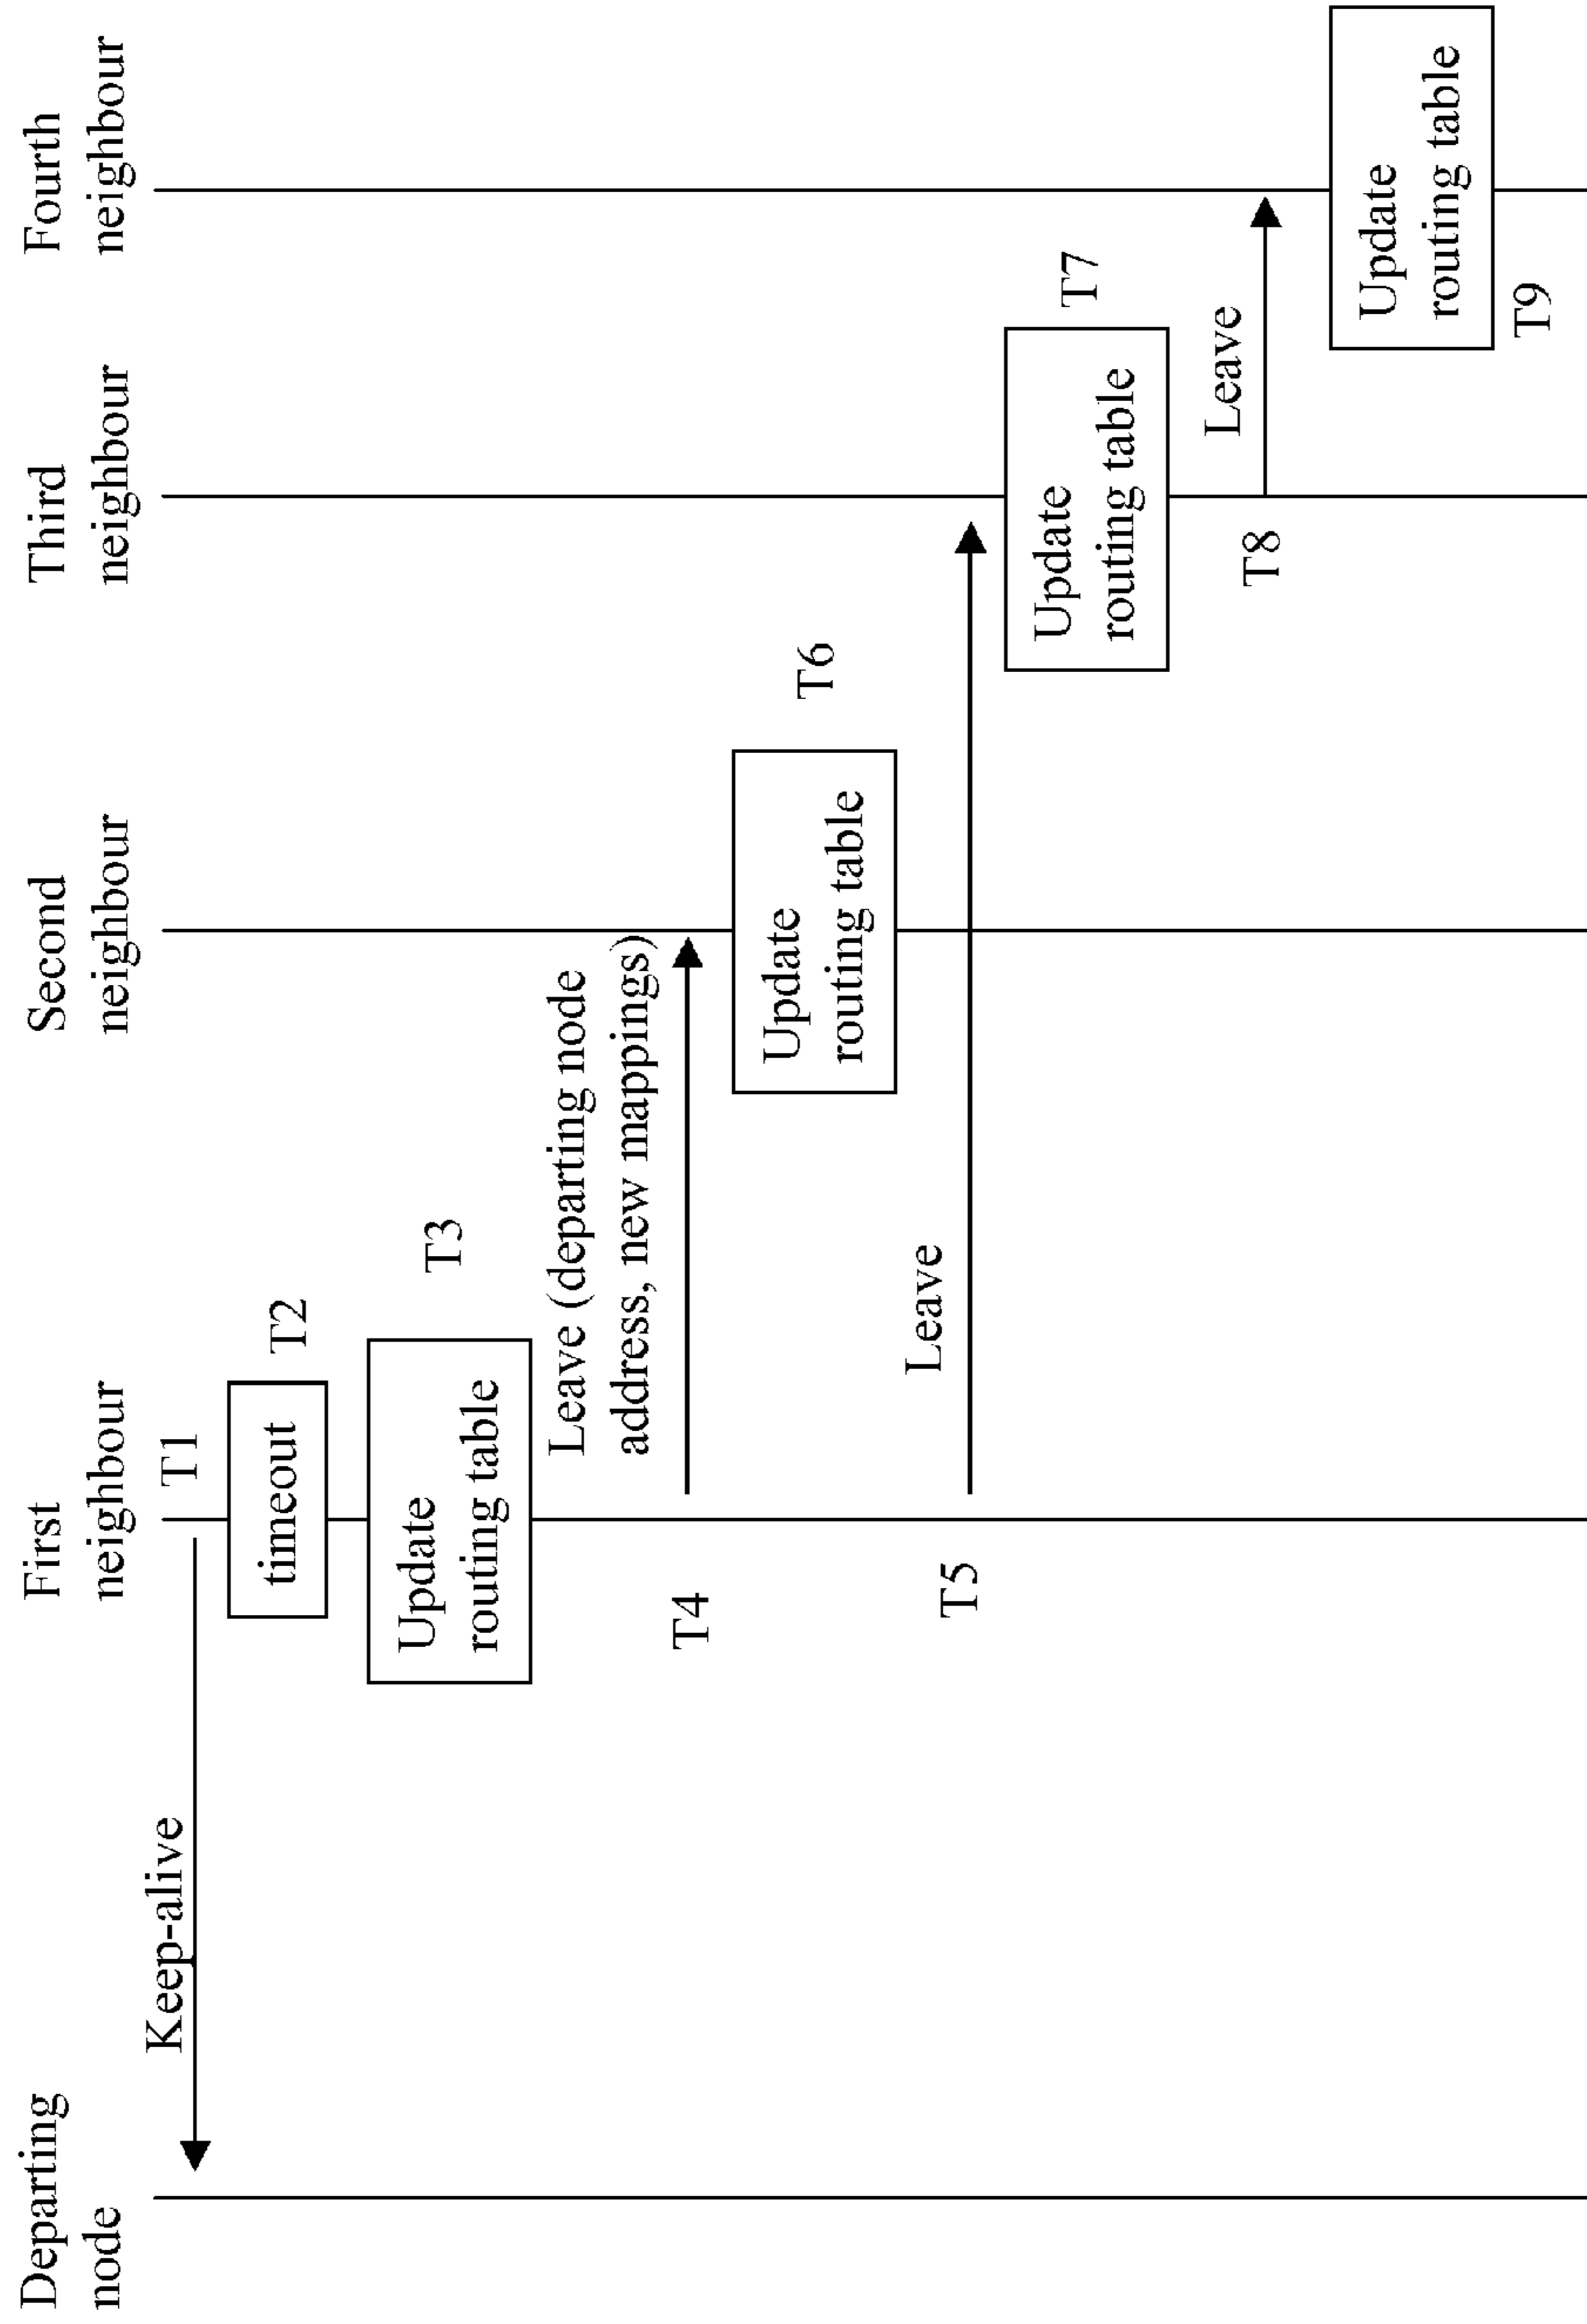 Departing
node
First
neighbour
Second
neighbour
Third
neighbour
Fourth
neighbour
Keep-alive
T1
timeout
T2
Update
routing table
T3
Leave (departing node
address, new mappings)
T4
Update
routing table
T6
Leave
T5
Update
routing table
T7
Leave
T8
Update
routing table
T9